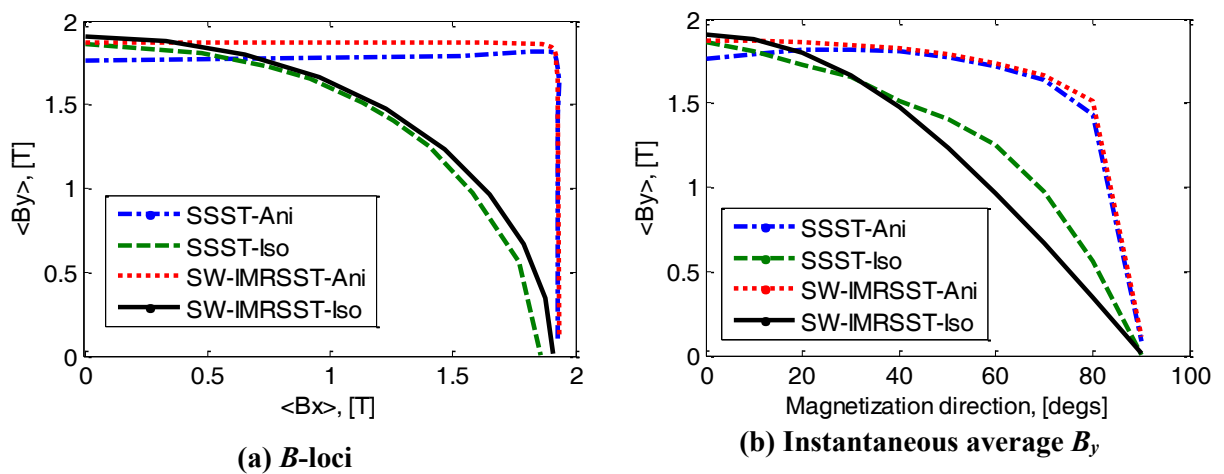 2
1.5
1
0.5
0
<By>, [T]
SSST-Ani
SSST-Iso
SW-IMRSST-Ani
SW-IMRSST-Iso
0 0.5 1 1.5 2
<Bx>, [T]
(a) B-loci
2
1.5
1
0.5
0
<By>, [T]
SSST-Ani
SSST-Iso
SW-IMRSST-Ani
SW-IMRSST-Iso
0 20 40 60 80 100
Magnetization direction, [degs]
(b) Instantaneous average By